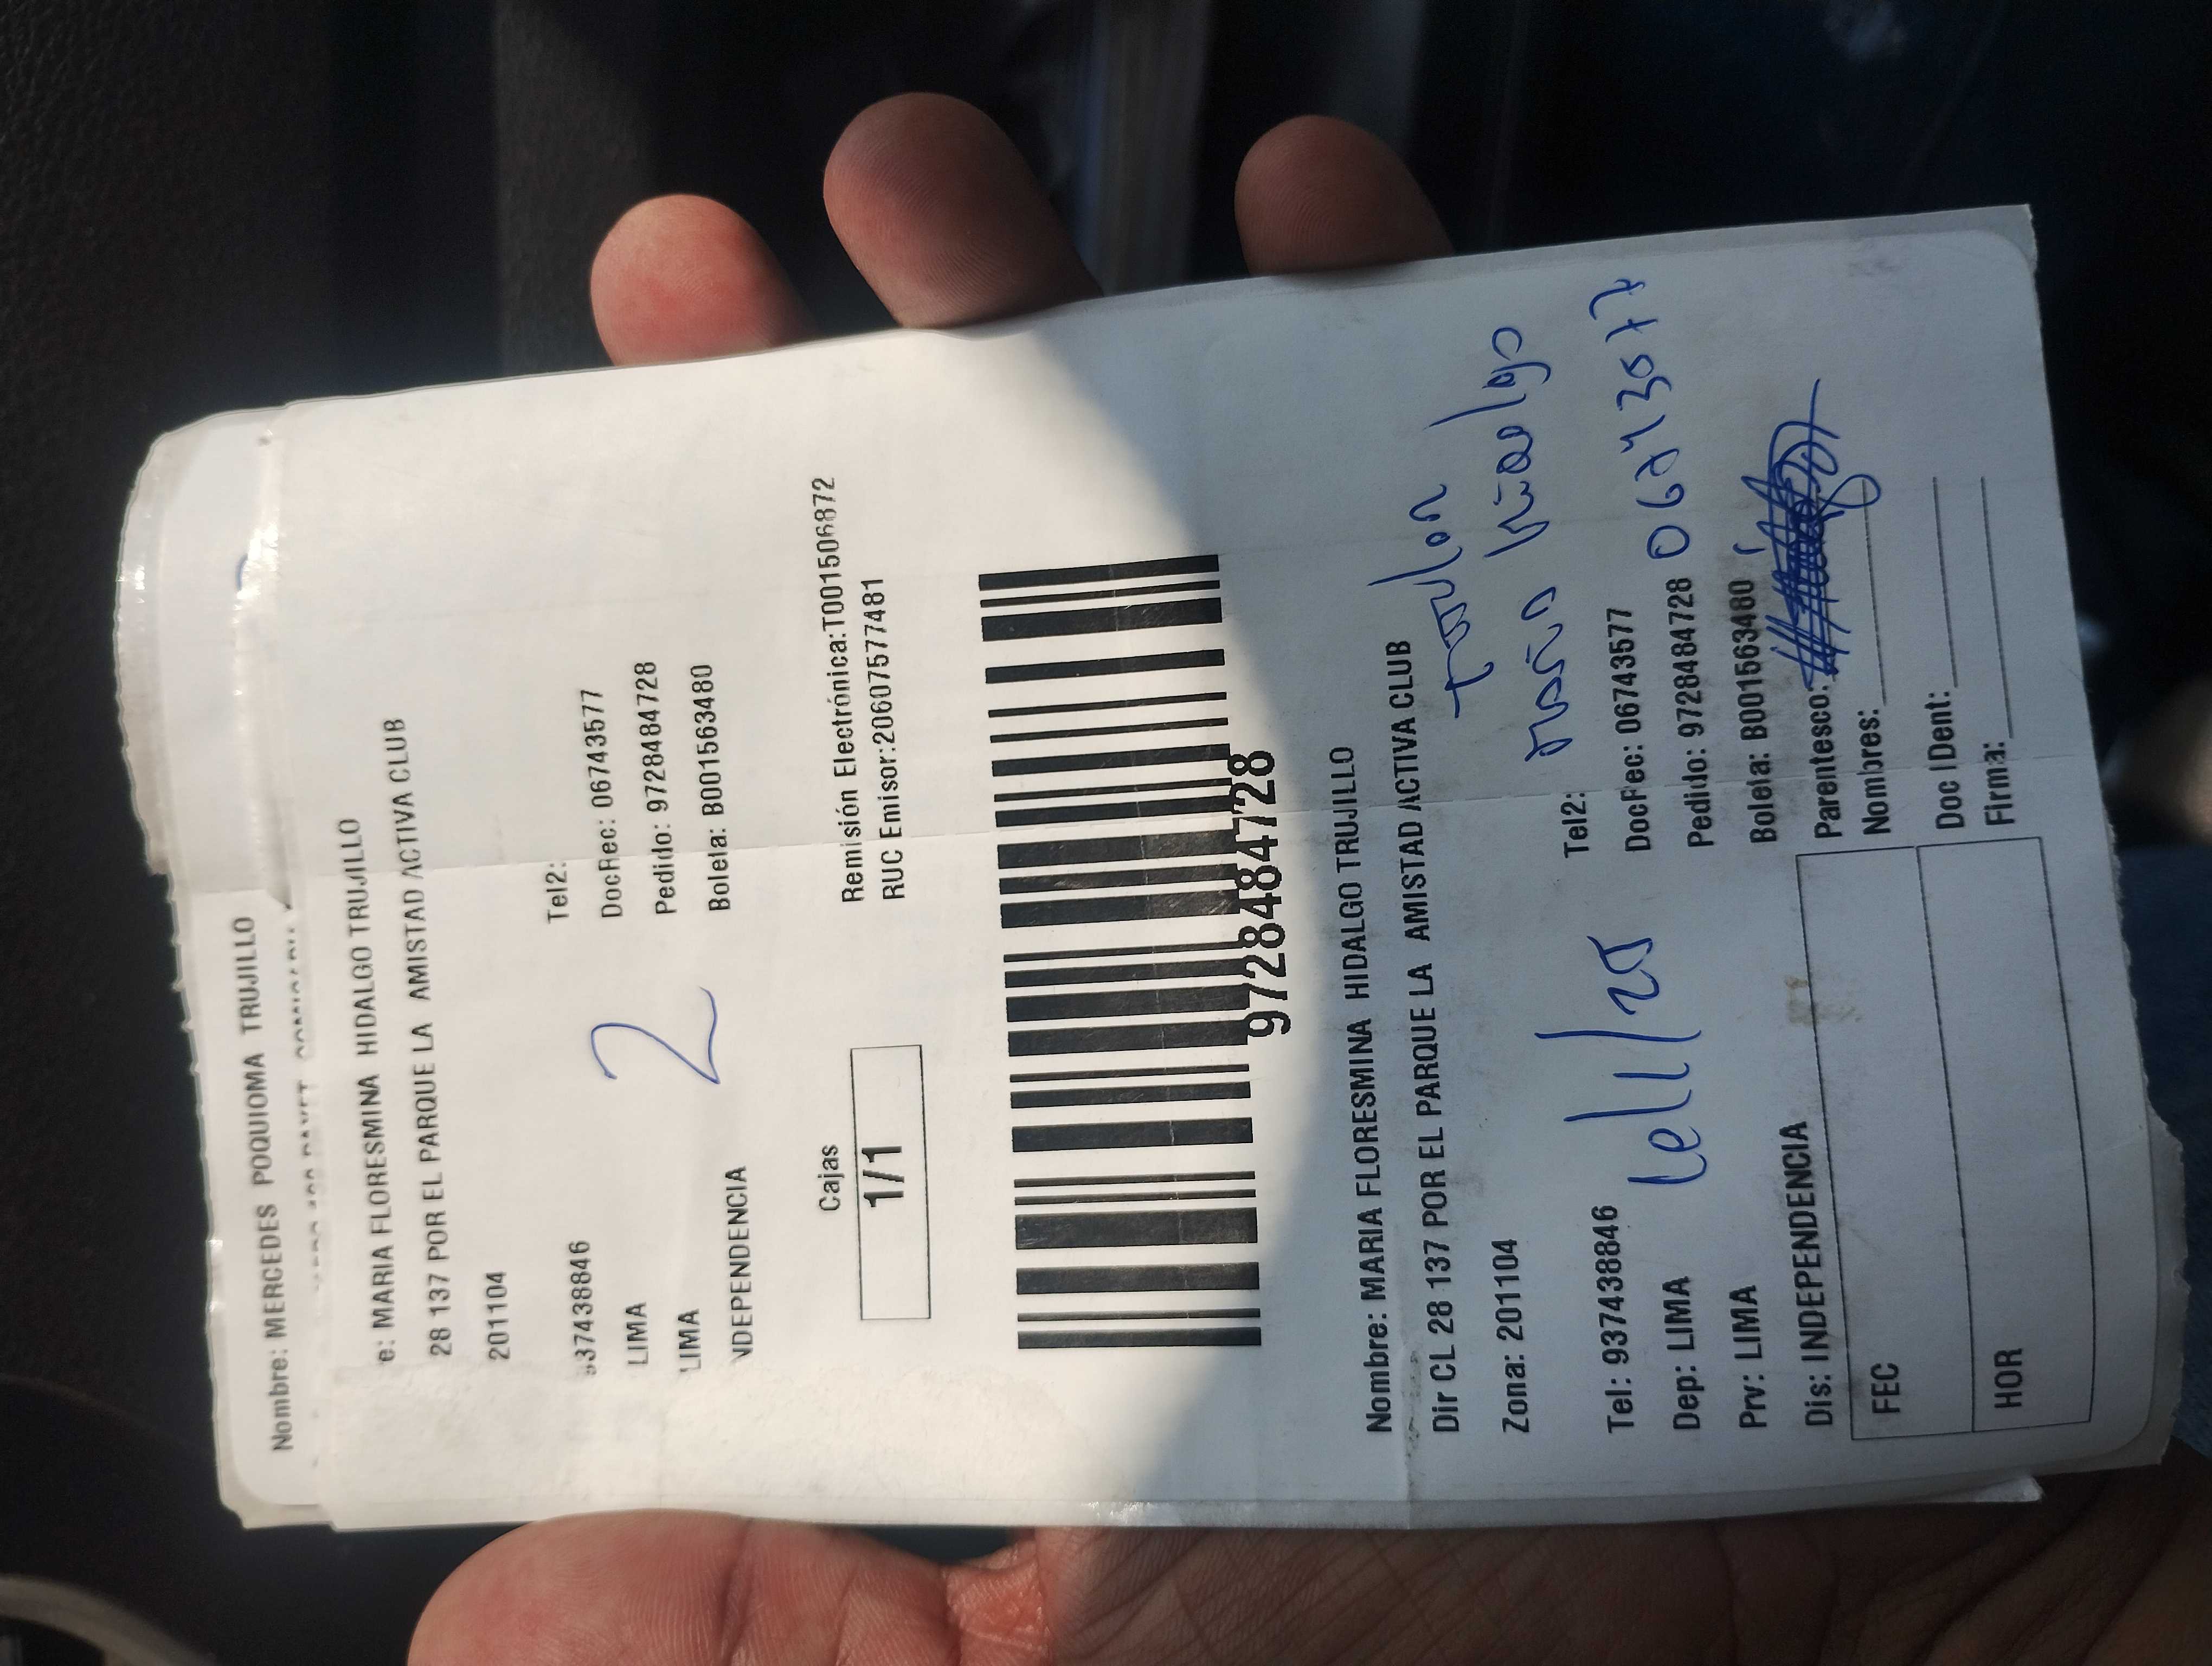 Nombre: MERCEDES POQUIOMA TRUJILLO
e: MARIA FLORESMINA HIDALGO TRUJILLO
28 137 POR EL PARQUE LA AMISTAD ACTIVA CLUB
201104
37438846 Tel2:
LIMA DocRec: 06743577
LIMA Pedido: 9728484728
NDEPENDENCIA Boleta: B001563480
2
Cajas
1/1
Remisión Electrónica:T001506872
RUC Emisor:20607577481
9728484728
Nombre: MARIA FLORESMINA HIDALGO TRUJILLO
Dir CL 28 137 POR EL PARQUE LA AMISTAD ACTIVA CLUB
Zona: 201104
Tel: 937438846 Tel2:
Dep: LIMA DocRec: 06743577
Prv: LIMA Pedido: 9728484728
Dis: INDEPENDENCIA Boleta: B001563480
06743577
Parentesco:
Nombres:
Doc IDent:
Firma:
FEC
HOR